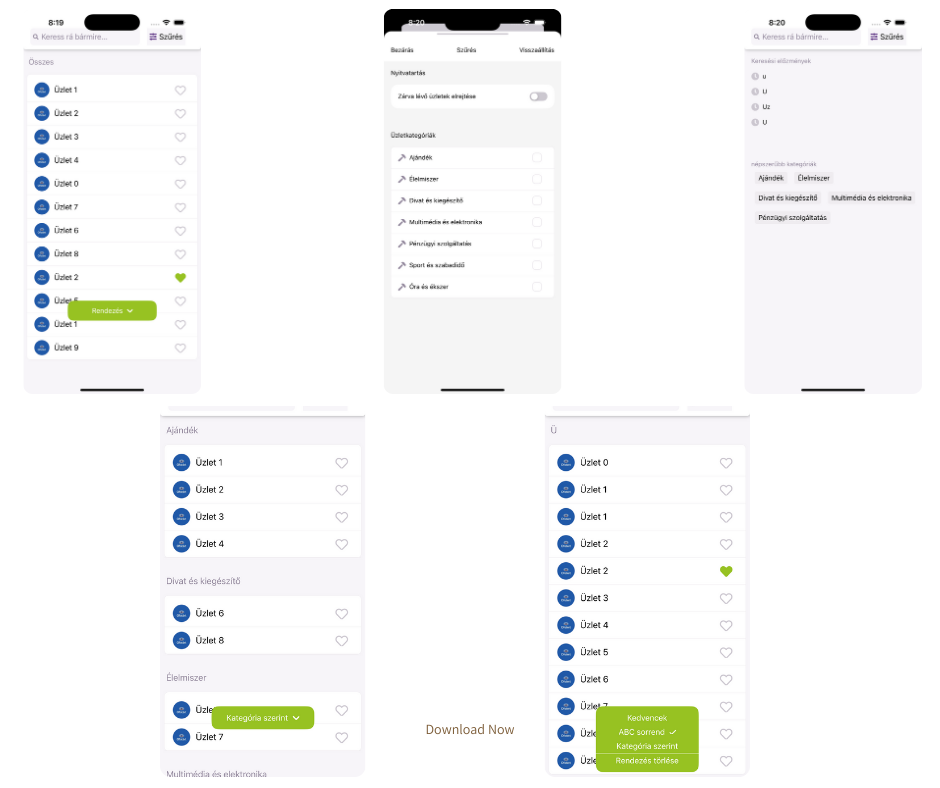 8:19
Keress rá bármire...
Szűrés
Összes
Üzlet 1
Üzlet 2
Üzlet 3
Üzlet 4
Üzlet 0
Üzlet 7
Üzlet 6
Üzlet 8
Üzlet 2
Üzlet 5
Rendezés
Üzlet 1
Üzlet 9
8:20
Bezárás Szűrés Visszaállítás
Nyitvatartás
Zárva lévő üzletek elrejtése
Üzletkategóriák
Ajándék
Élelmiszer
Divat és kiegészítő
Multimédia és elektronika
Pénzügyi szolgáltatás
Sport és szabadidő
Óra és ékszer
8:20
Keress rá bármire...
Szűrés
Keresési előzmények
u
U
Uz
U
népszerűbb kategóriák
Ajándék Élelmiszer
Divat és kiegészítő Multimédia és elektronika
Pénzügyi szolgáltatás
Ajándék
Üzlet 1
Üzlet 2
Üzlet 3
Üzlet 4
Divat és kiegészítő
Üzlet 6
Üzlet 8
Élelmiszer
Kategória szerint
Üzlet 7
Multimédia és elektronika
Download Now
Ü
Üzlet 0
Üzlet 1
Üzlet 1
Üzlet 2
Üzlet 2
Üzlet 3
Üzlet 4
Üzlet 5
Üzlet 6
Üzlet 7
Kedvencek
ABC sorrend
Kategória szerint
Rendezés törlése